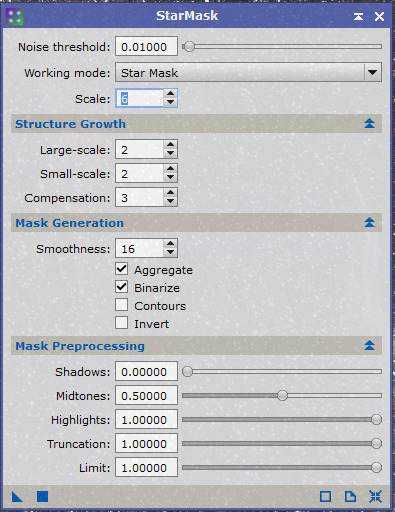 StarMask
Noise threshold: 0.01000
Working mode: Star Mask
Scale: 6
Structure Growth
Large-scale: 2
Small-scale: 2
Compensation: 3
Mask Generation
Smoothness: 16
Aggregate
Binarize
Contours
Invert
Mask Preprocessing
Shadows: 0.00000
Midtones: 0.50000
Highlights: 1.00000
Truncation: 1.00000
Limit: 1.00000